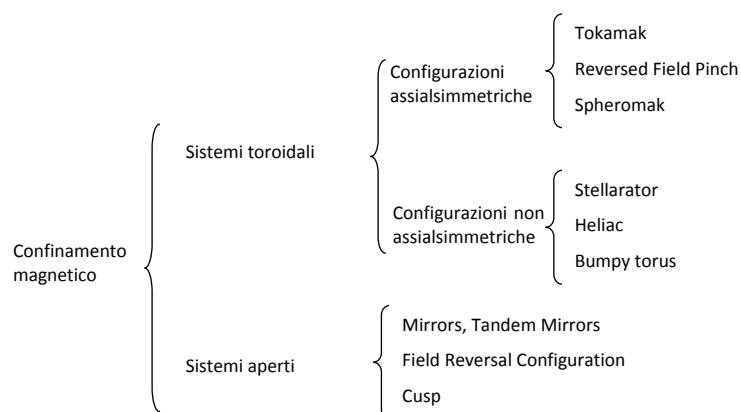 Confinamento
magnetico
Sistemi toroidali
Configurazioni
assialsimmetriche
Tokamak
Reversed Field Pinch
Spheromak
Configurazioni non
assialsimmetriche
Stellarator
Heliac
Bumpy torus
Sistemi aperti
Mirrors, Tandem Mirrors
Field Reversal Configuration
Cusp